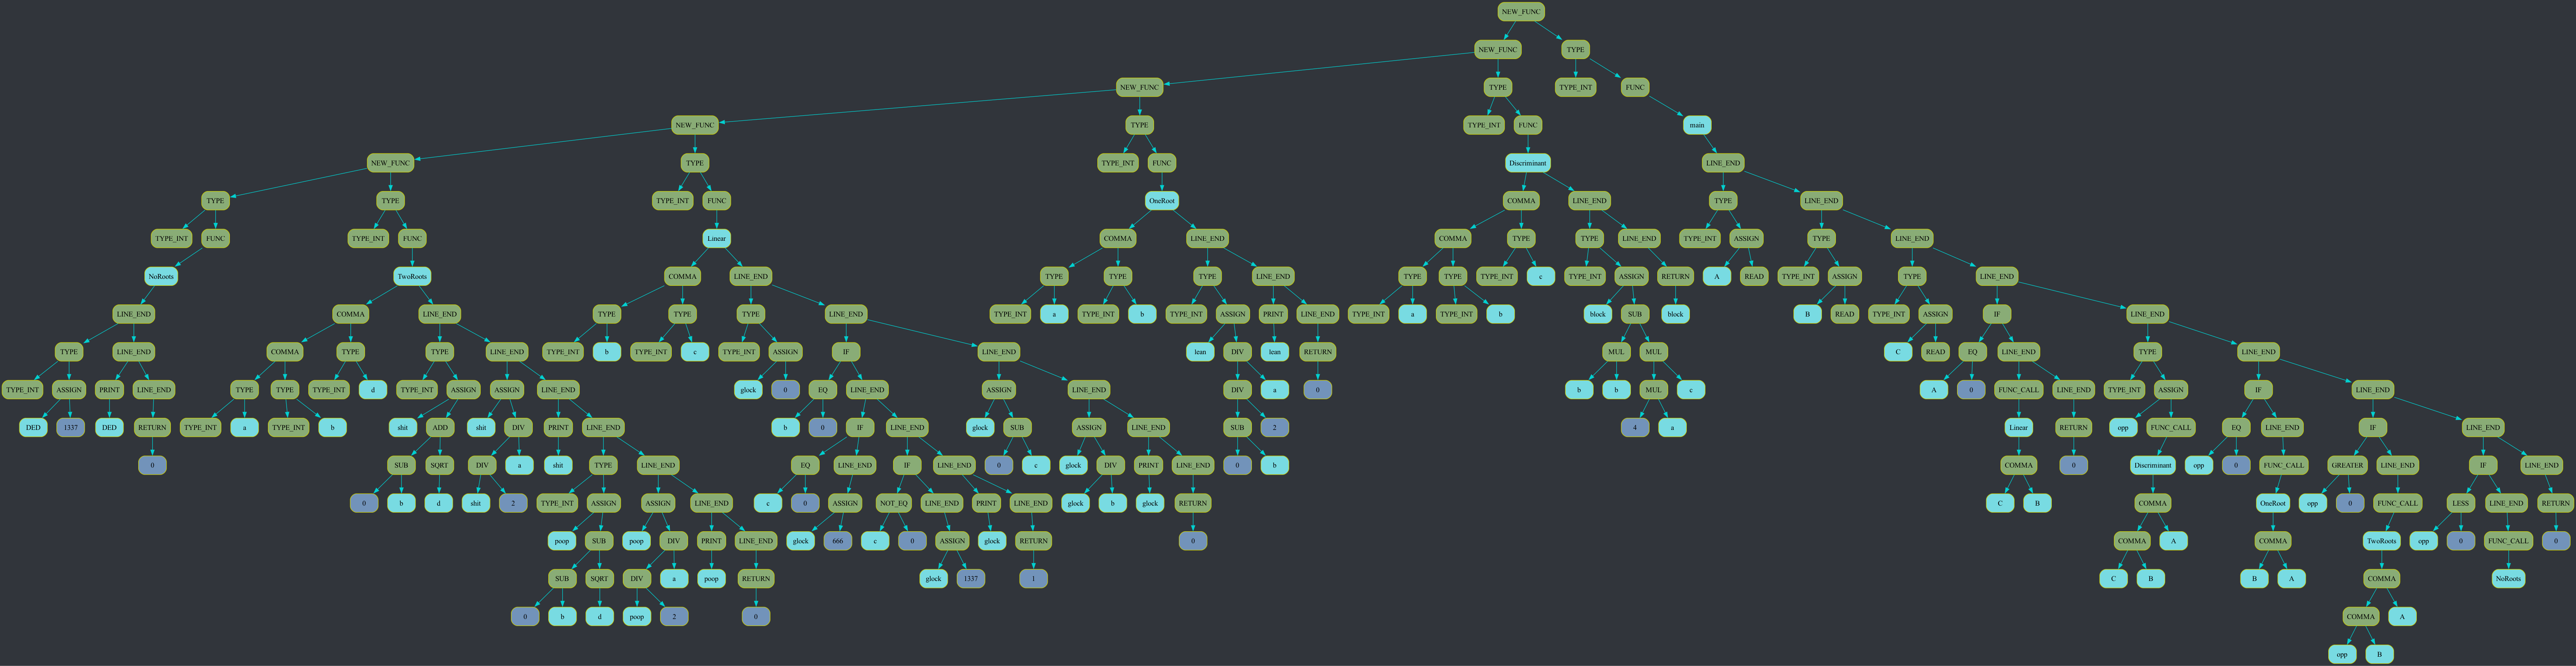 NEW_FUNC
NEW_FUNC TYPE
NEW_FUNC TYPE TYPE_INT FUNC
NEW_FUNC TYPE TYPE_INT FUNC main
NEW_FUNC TYPE TYPE_INT FUNC Discriminant LINE_END
TYPE TYPE TYPE_INT FUNC OneRoot COMMA LINE_END TYPE LINE_END
TYPE_INT FUNC TYPE_INT FUNC Linear COMMA LINE_END COMMA TYPE TYPE LINE_END TYPE_INT ASSIGN TYPE LINE_END
NoRoots TwoRoots COMMA LINE_END TYPE TYPE TYPE LINE_END TYPE TYPE TYPE_INT c TYPE_INT ASSIGN RETURN A READ TYPE_INT ASSIGN TYPE LINE_END
LINE_END COMMA LINE_END TYPE TYPE TYPE LINE_END TYPE_INT a TYPE_INT b TYPE_INT ASSIGN PRINT LINE_END TYPE_INT a TYPE_INT b block SUB block B READ TYPE_INT ASSIGN IF LINE_END
TYPE LINE_END COMMA TYPE TYPE LINE_END TYPE_INT b TYPE_INT c TYPE_INT ASSIGN IF LINE_END lean DIV lean RETURN MUL MUL C READ EQ LINE_END TYPE LINE_END
TYPE_INT ASSIGN PRINT LINE_END TYPE TYPE TYPE_INT d TYPE_INT ASSIGN ASSIGN LINE_END glock 0 EQ LINE_END ASSIGN LINE_END DIV a 0 b b MUL c A 0 FUNC_CALL LINE_END TYPE_INT ASSIGN IF LINE_END
DED 1337 DED RETURN TYPE_INT a TYPE_INT b shit ADD shit DIV PRINT LINE_END b 0 IF LINE_END glock SUB ASSIGN LINE_END SUB 2 4 a Linear RETURN opp FUNC_CALL EQ LINE_END IF LINE_END
0 SUB SQRT DIV a shit TYPE LINE_END EQ LINE_END IF LINE_END 0 c glock DIV PRINT LINE_END 0 b COMMA 0 Discriminant opp 0 FUNC_CALL GREATER LINE_END IF LINE_END
0 b d shit 2 TYPE_INT ASSIGN ASSIGN LINE_END c 0 ASSIGN NOT_EQ LINE_END PRINT LINE_END glock b glock RETURN C B COMMA OneRoot opp 0 FUNC_CALL LESS LINE_END RETURN
poop SUB poop DIV PRINT LINE_END glock 666 c 0 ASSIGN glock RETURN 0 COMMA A COMMA TwoRoots opp 0 FUNC_CALL 0
SUB SQRT DIV a poop RETURN glock 1337 1 C B B A COMMA NoRoots
0 b d poop 2 0 COMMA A
opp B